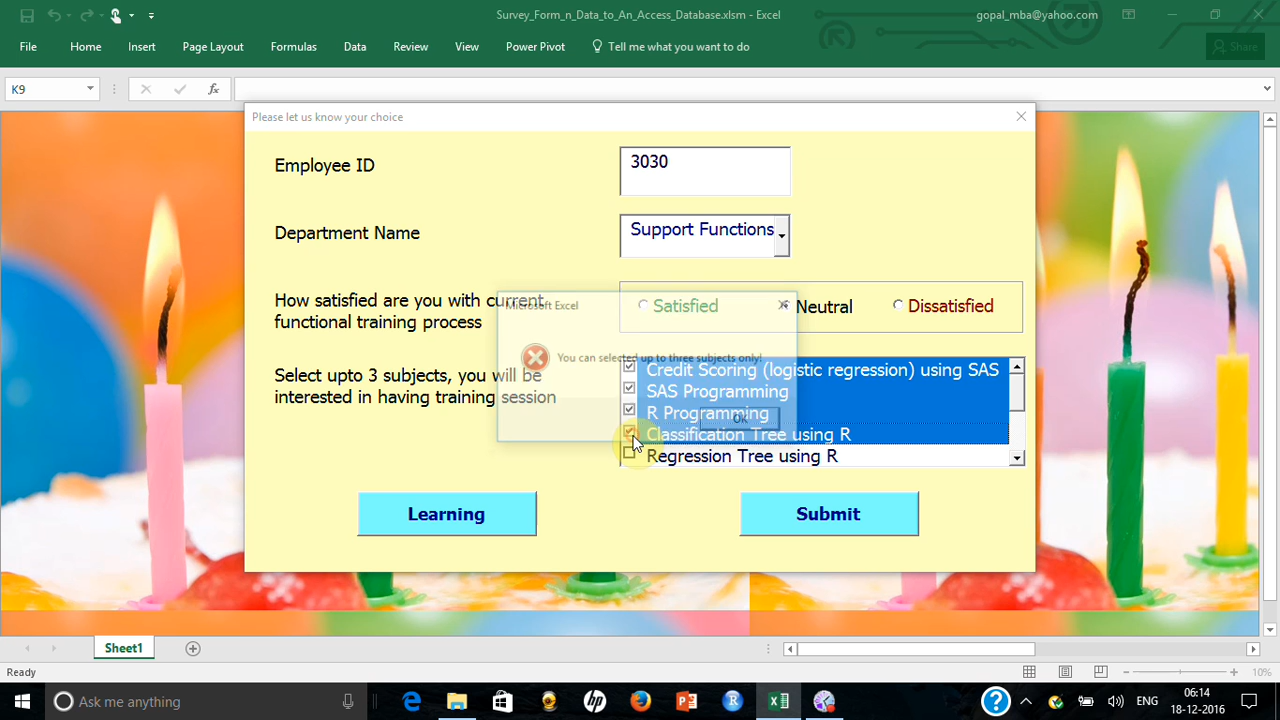 Survey_Form_n_Data_to_An_Access_Database.xlsm - Excel
gopal_mba@yahoo.com
File Home Insert Page Layout Formulas Data Review View Power Pivot Tell me what you want to do Share
K9
fx
Please let us know your choice
Employee ID
3030
Department Name
Support Functions
How satisfied are you with current
functional training process
Satisfied Neutral Dissatisfied
Microsoft Excel
You can selected up to three subjects only!
OK
Select upto 3 subjects, you will be
interested in having training session
Credit Scoring (logistic regression) using SAS
SAS Programming
R Programming
Classification Tree using R
Regression Tree using R
Learning
Submit
Sheet1
Ready
10%
Ask me anything
ENG
06:14
18-12-2016